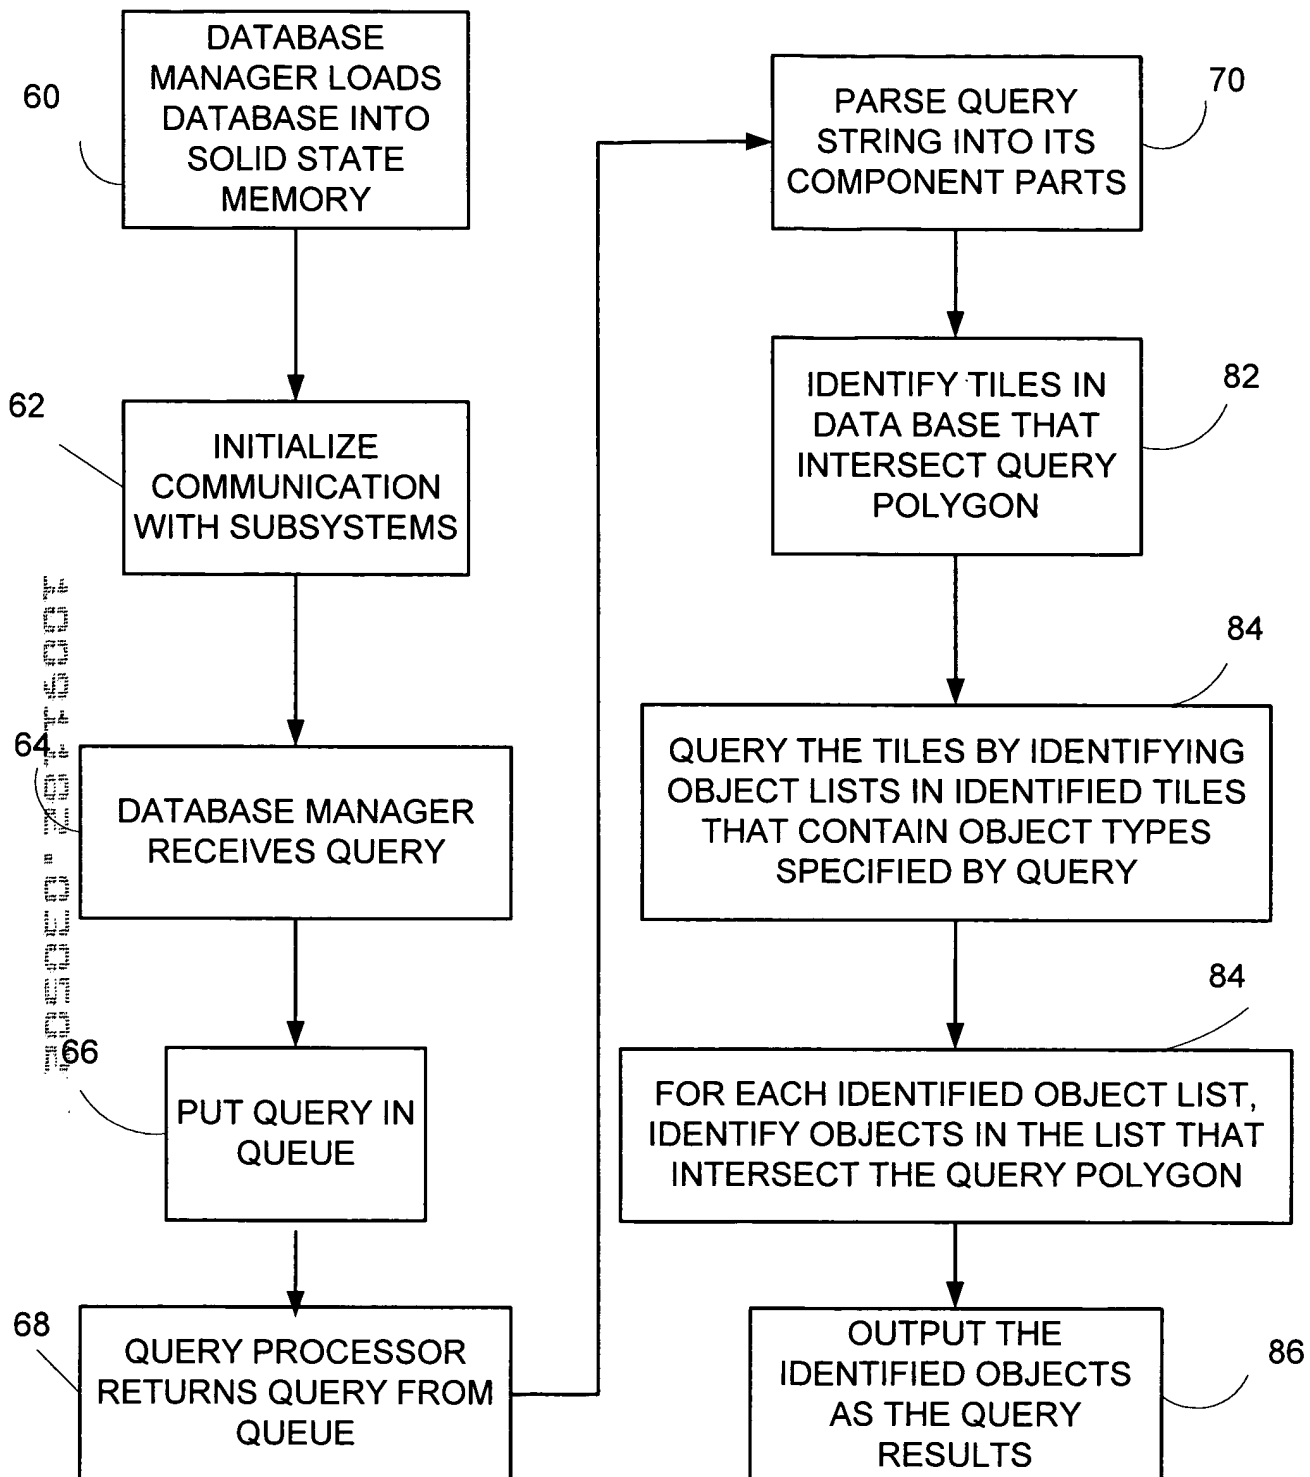 60
DATABASE
MANAGER LOADS
DATABASE INTO
SOLID STATE
MEMORY
62
INITIALIZE
COMMUNICATION
WITH SUBSYSTEMS
64
DATABASE MANAGER
RECEIVES QUERY
66
PUT QUERY IN
QUEUE
68
QUERY PROCESSOR
RETURNS QUERY FROM
QUEUE
70
PARSE QUERY
STRING INTO ITS
COMPONENT PARTS
82
IDENTIFY TILES IN
DATA BASE THAT
INTERSECT QUERY
POLYGON
84
QUERY THE TILES BY IDENTIFYING
OBJECT LISTS IN IDENTIFIED TILES
THAT CONTAIN OBJECT TYPES
SPECIFIED BY QUERY
84
FOR EACH IDENTIFIED OBJECT LIST,
IDENTIFY OBJECTS IN THE LIST THAT
INTERSECT THE QUERY POLYGON
86
OUTPUT THE
IDENTIFIED OBJECTS
AS THE QUERY
RESULTS